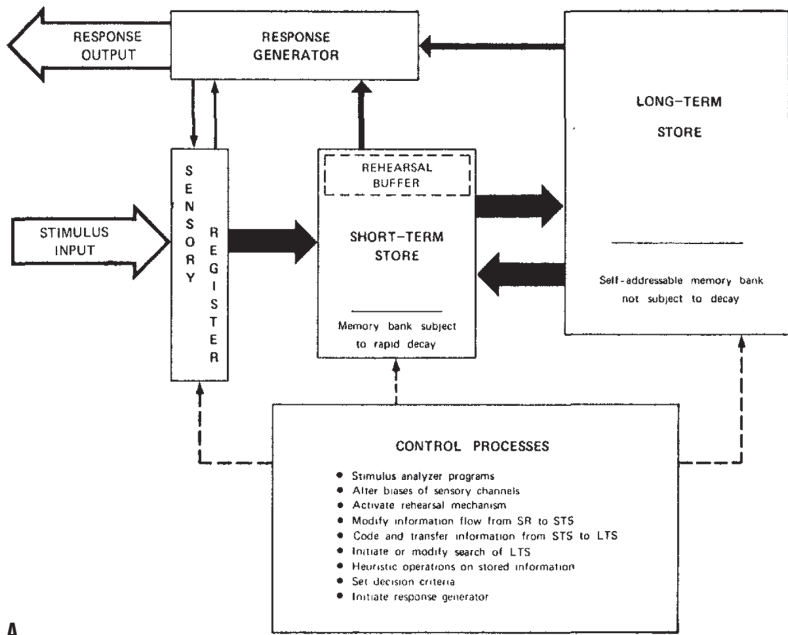 RESPONSE
OUTPUT
RESPONSE
GENERATOR
LONG-TERM
STORE
Self-addressable memory bank
not subject to decay
SENSORY
REGISTER
REHEARSAL
BUFFER
SHORT-TERM
STORE
Memory bank subject
to rapid decay
STIMULUS
INPUT
CONTROL PROCESSES
● Stimulus analyzer programs
● Alter biases of sensory channels
● Activate rehearsal mechanism
● Modify information flow from SR to STS
● Code and transfer information from STS to LTS
● Initiate or modify search of LTS
● Heuristic operations on stored information
● Set decision criteria
● Initiate response generator
A